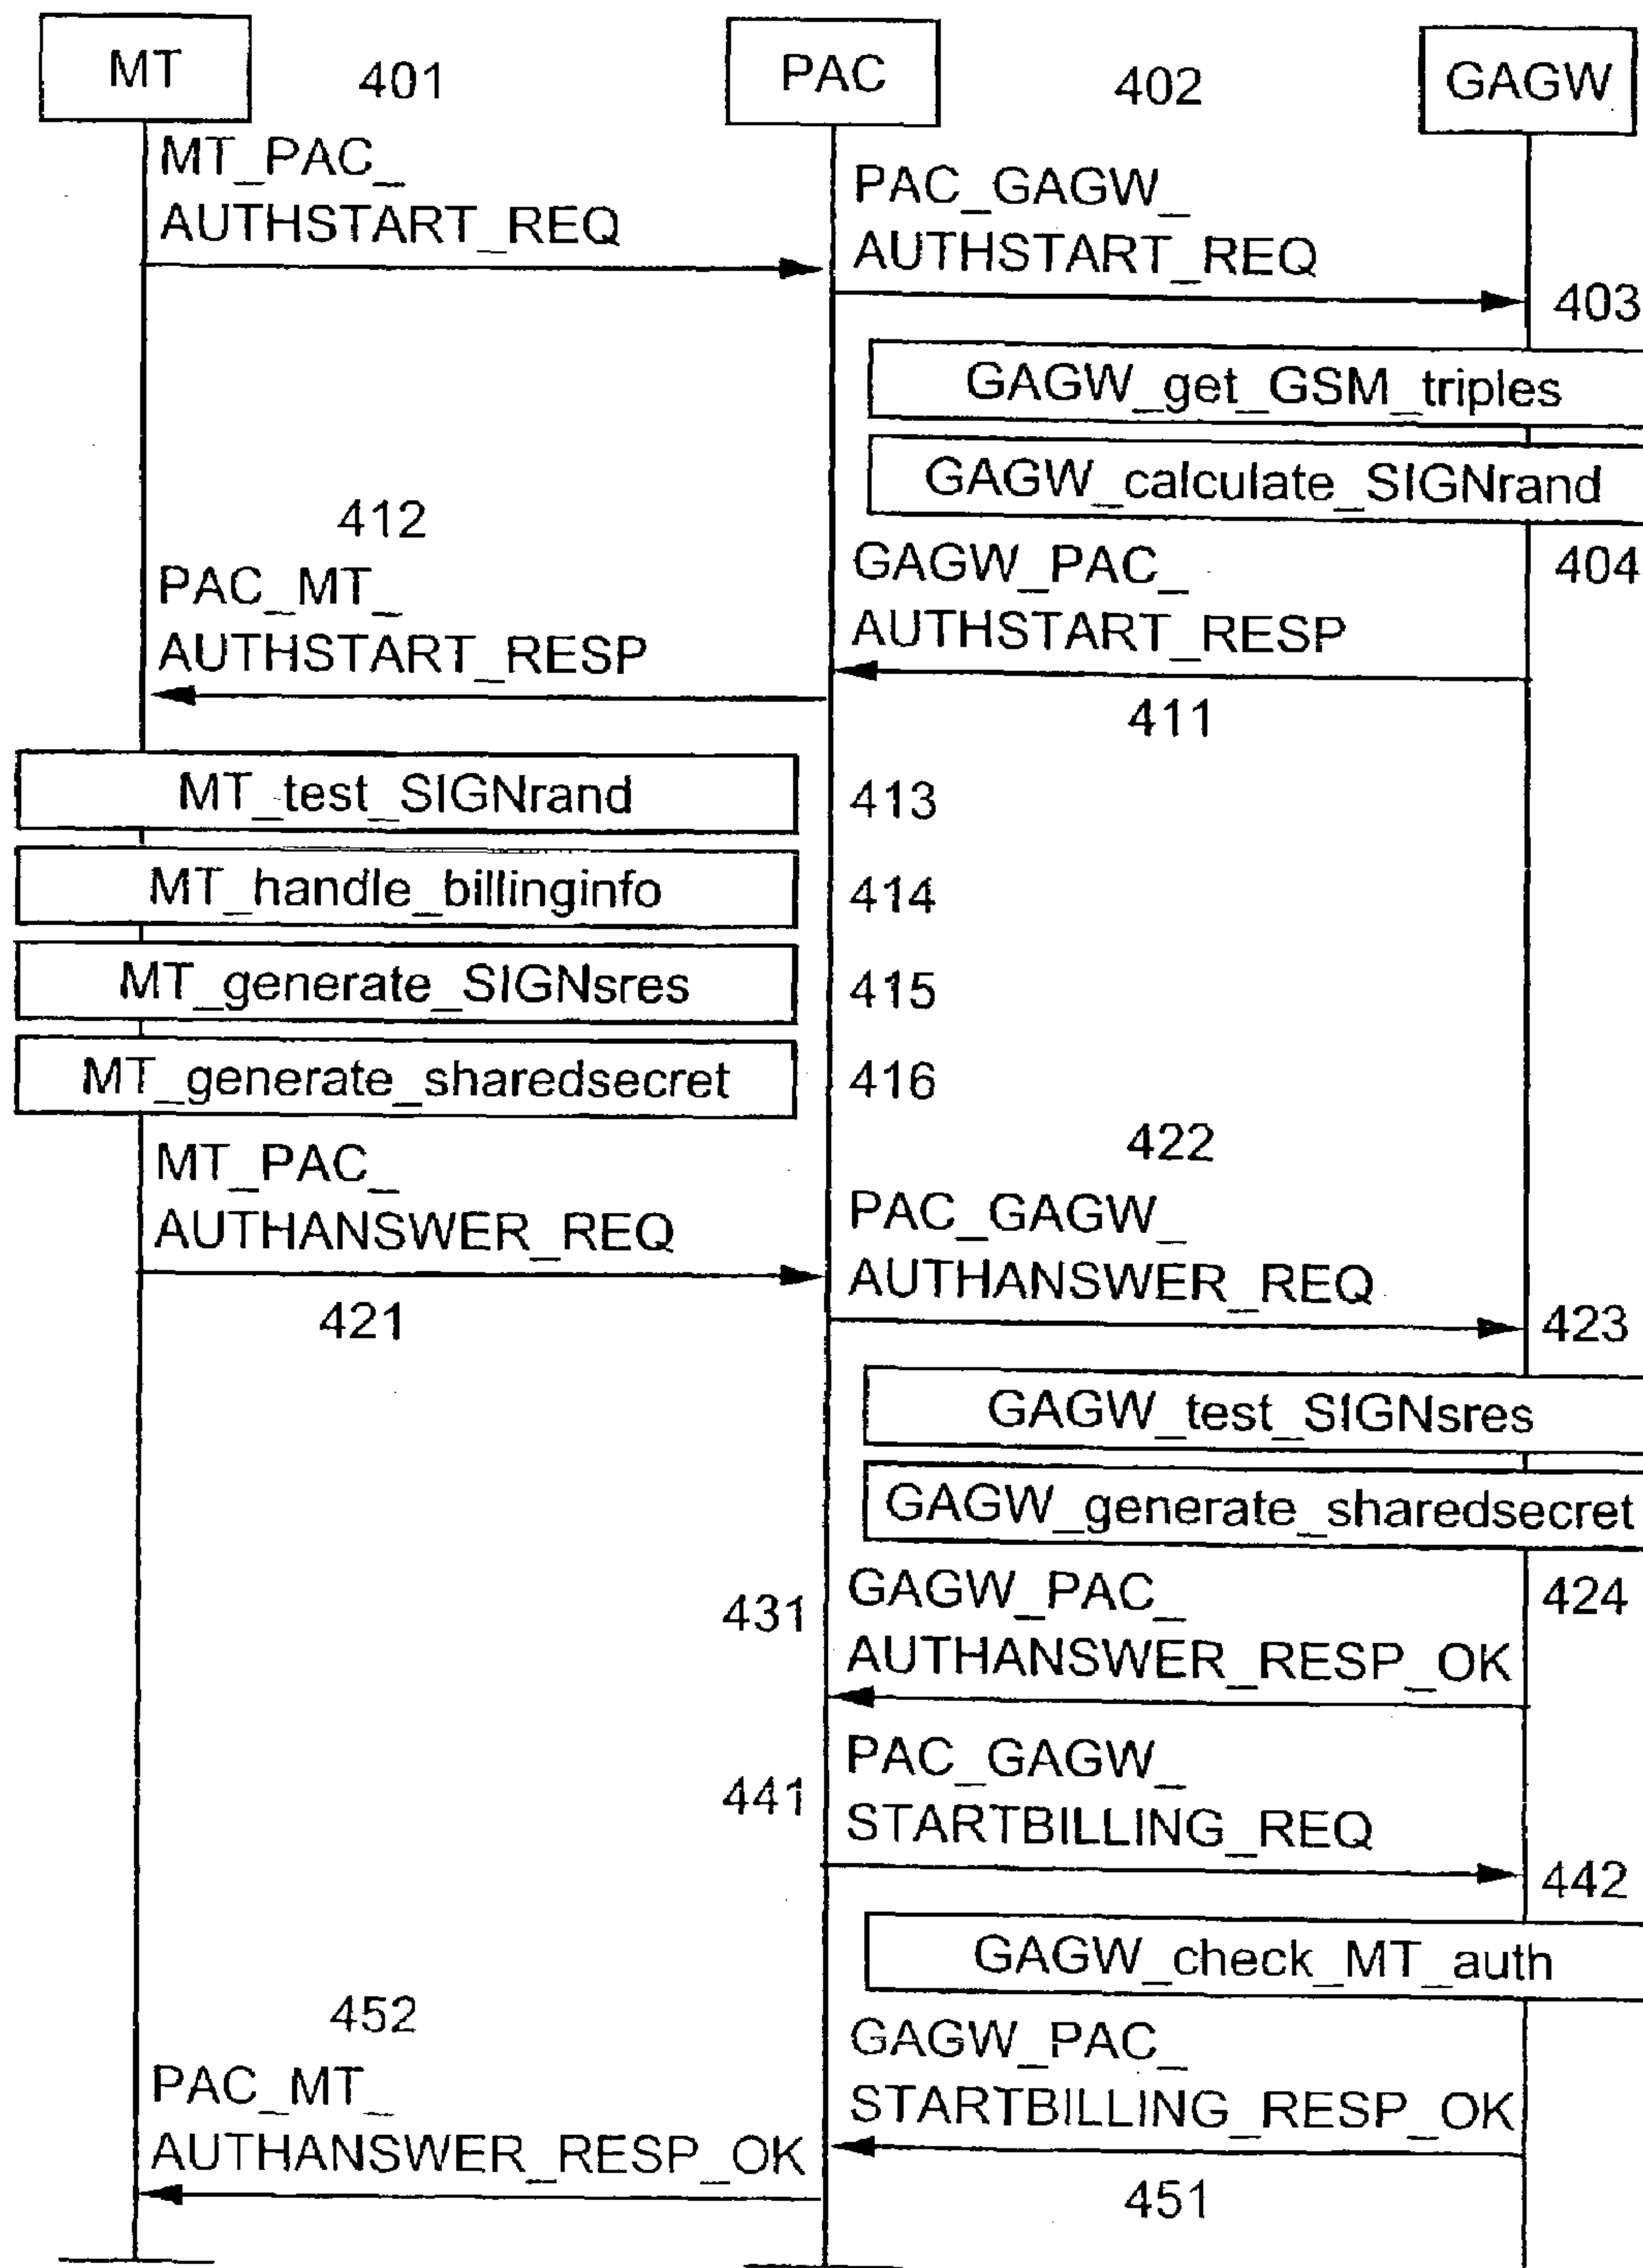 MT
401
PAC
402
GAGW
MT_PAC_
AUTHSTART_REQ
PAC_GAGW_
AUTHSTART_REQ
403
GAGW_get_GSM_triples
GAGW_calculate_SIGNrand
404
412
PAC_MT_
AUTHSTART_RESP
GAGW_PAC_
AUTHSTART_RESP
411
MT_test_SIGNrand
413
MT_handle_billinginfo
414
MT_generate_SIGNsres
415
MT_generate_sharedsecret
416
MT_PAC_
AUTHANSWER_REQ
421
422
PAC_GAGW_
AUTHANSWER_REQ
423
GAGW_test_SIGNsres
GAGW_generate_sharedsecret
424
431
GAGW_PAC_
AUTHANSWER_RESP_OK
441
PAC_GAGW_
STARTBILLING_REQ
442
GAGW_check_MT_auth
GAGW_PAC_
STARTBILLING_RESP_OK
451
452
PAC_MT_
AUTHANSWER_RESP_OK